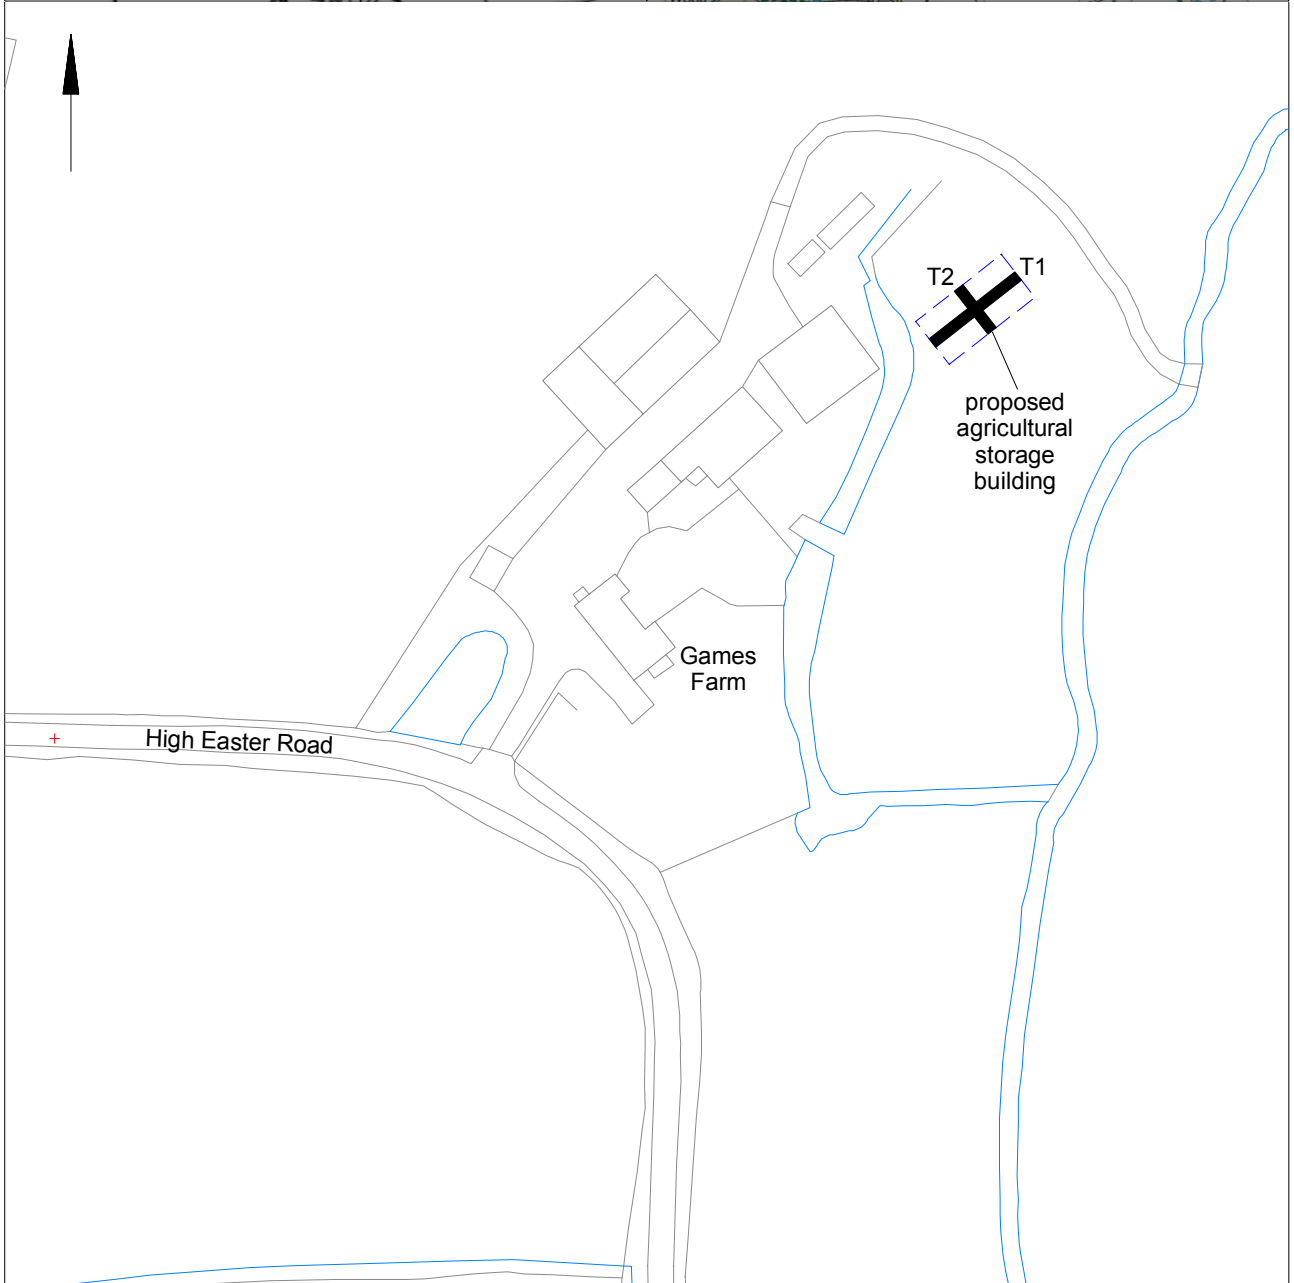 T1
T2
proposed
agricultural
storage
building
Games
Farm
High Easter Road